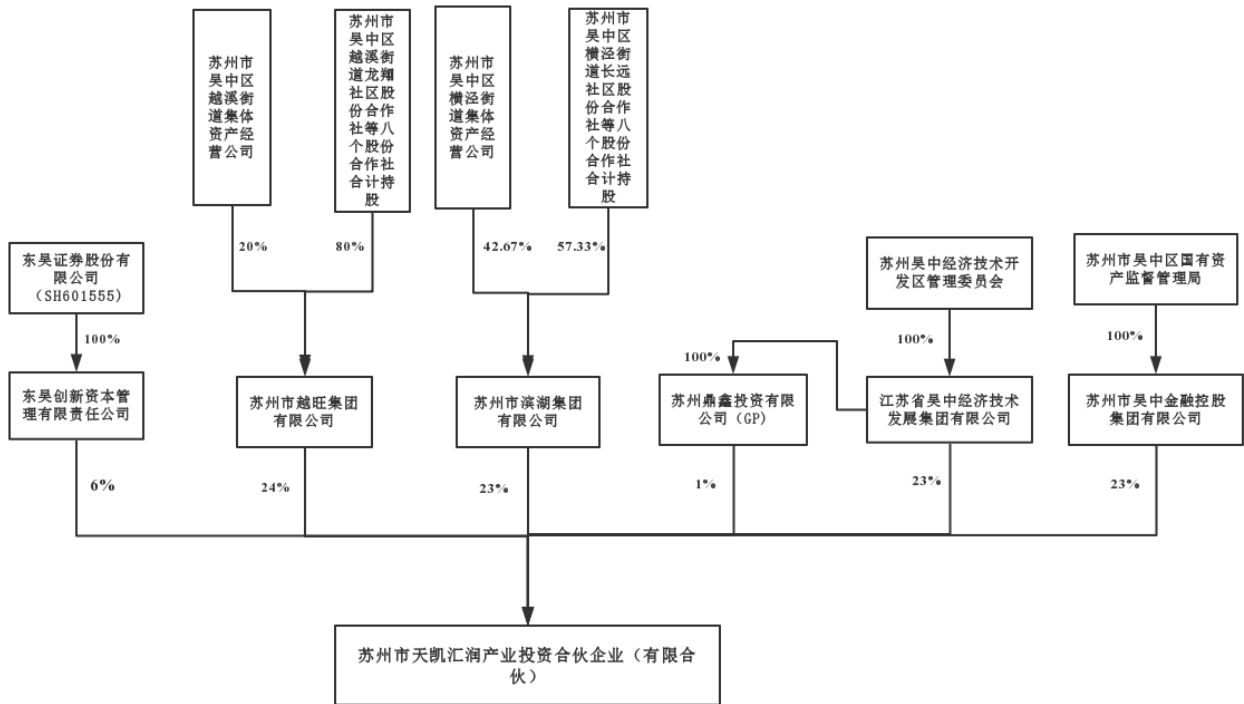 苏州市
吴中区
越溪街
道集体
资产经
营公司
苏州市
吴中区
越溪街
道龙翔
社区股
份合作
社等八
个股份
合作社
合计持
股
苏州市
吴中区
横泾街
道集体
资产经
营公司
苏州市
吴中区
横泾街
道长远
社区股
份合作
社等八
个股份
合作社
合计持
股
20%
80%
42.67%
57.33%
东吴证券股份有
限公司
（SH601555）
苏州吴中经济技术开
发区管理委员会
苏州市吴中区国有资
产监督管理局
100%
100%
100%
100%
东吴创新资本管
理有限责任公司
苏州市越旺集团
有限公司
苏州市滨湖集团
有限公司
苏州鼎鑫投资有限
公司（GP）
江苏省吴中经济技术
发展集团有限公司
苏州市吴中金融控股
集团有限公司
6%
24%
23%
1%
23%
23%
苏州市天凯汇润产业投资合伙企业（有限合
伙）